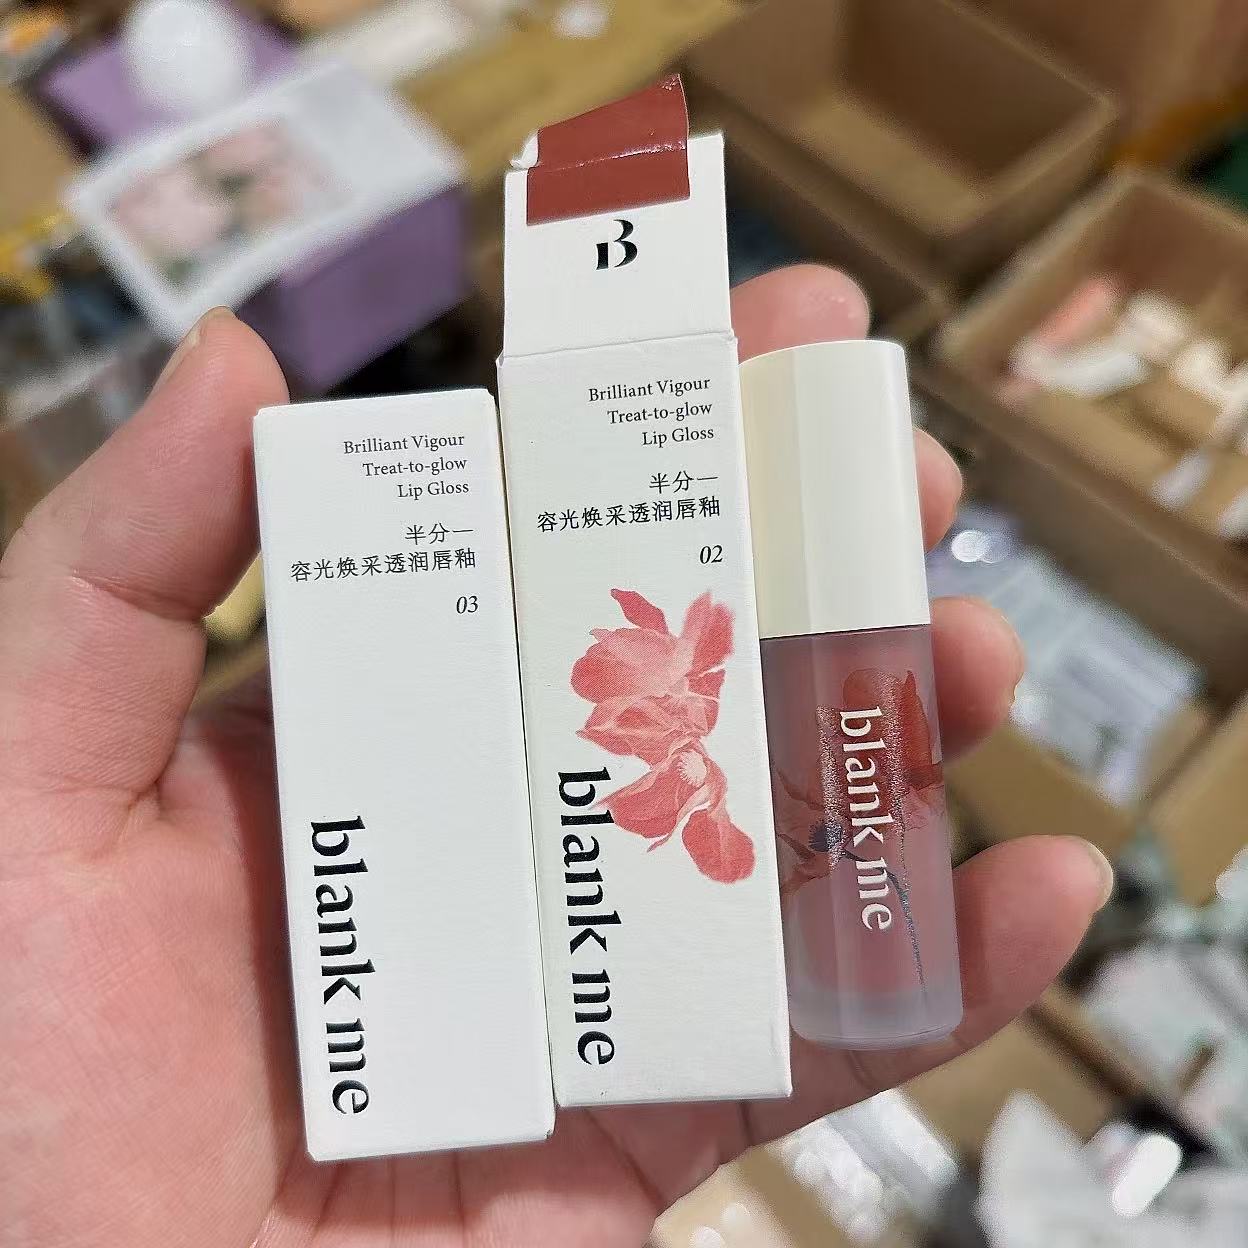 Brilliant Vigour
Treat-to-glow
Lip Gloss
半分一
容光焕采透润唇釉
03
blank me
B
Brilliant Vigour
Treat-to-glow
Lip Gloss
半分一
容光焕采透润唇釉
02
blank me
blank me